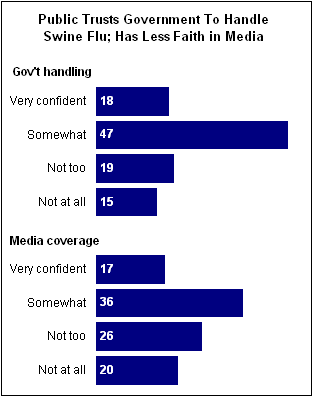 Public Trusts Government To Handle
Swine Flu; Has Less Faith in Media
Gov't handling
Very confident 18
Somewhat 47
Not too 19
Not at all 15
Media coverage
Very confident 17
Somewhat 36
Not too 26
Not at all 20